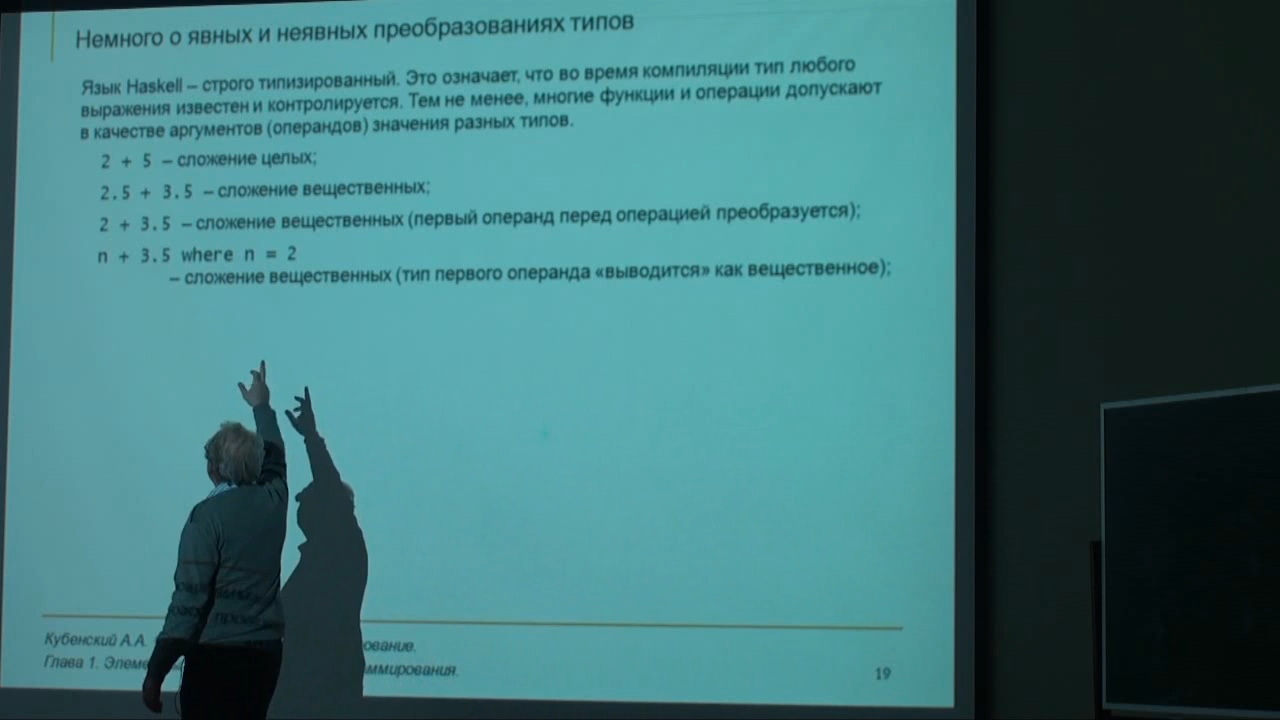 Немного о явных и неявных преобразованиях типов
Язык Haskell – строго типизированный. Это означает, что во время компиляции тип любого
выражения известен и контролируется. Тем не менее, многие функции и операции допускают
в качестве аргументов (операндов) значения разных типов.
2 + 5 – сложение целых;
2.5 + 3.5 – сложение вещественных;
2 + 3.5 – сложение вещественных (первый операнд перед операцией преобразуется);
n + 3.5 where n = 2
– сложение вещественных (тип первого операнда «выводится» как вещественное);
Кубенский А.А.
Глава 1.
19